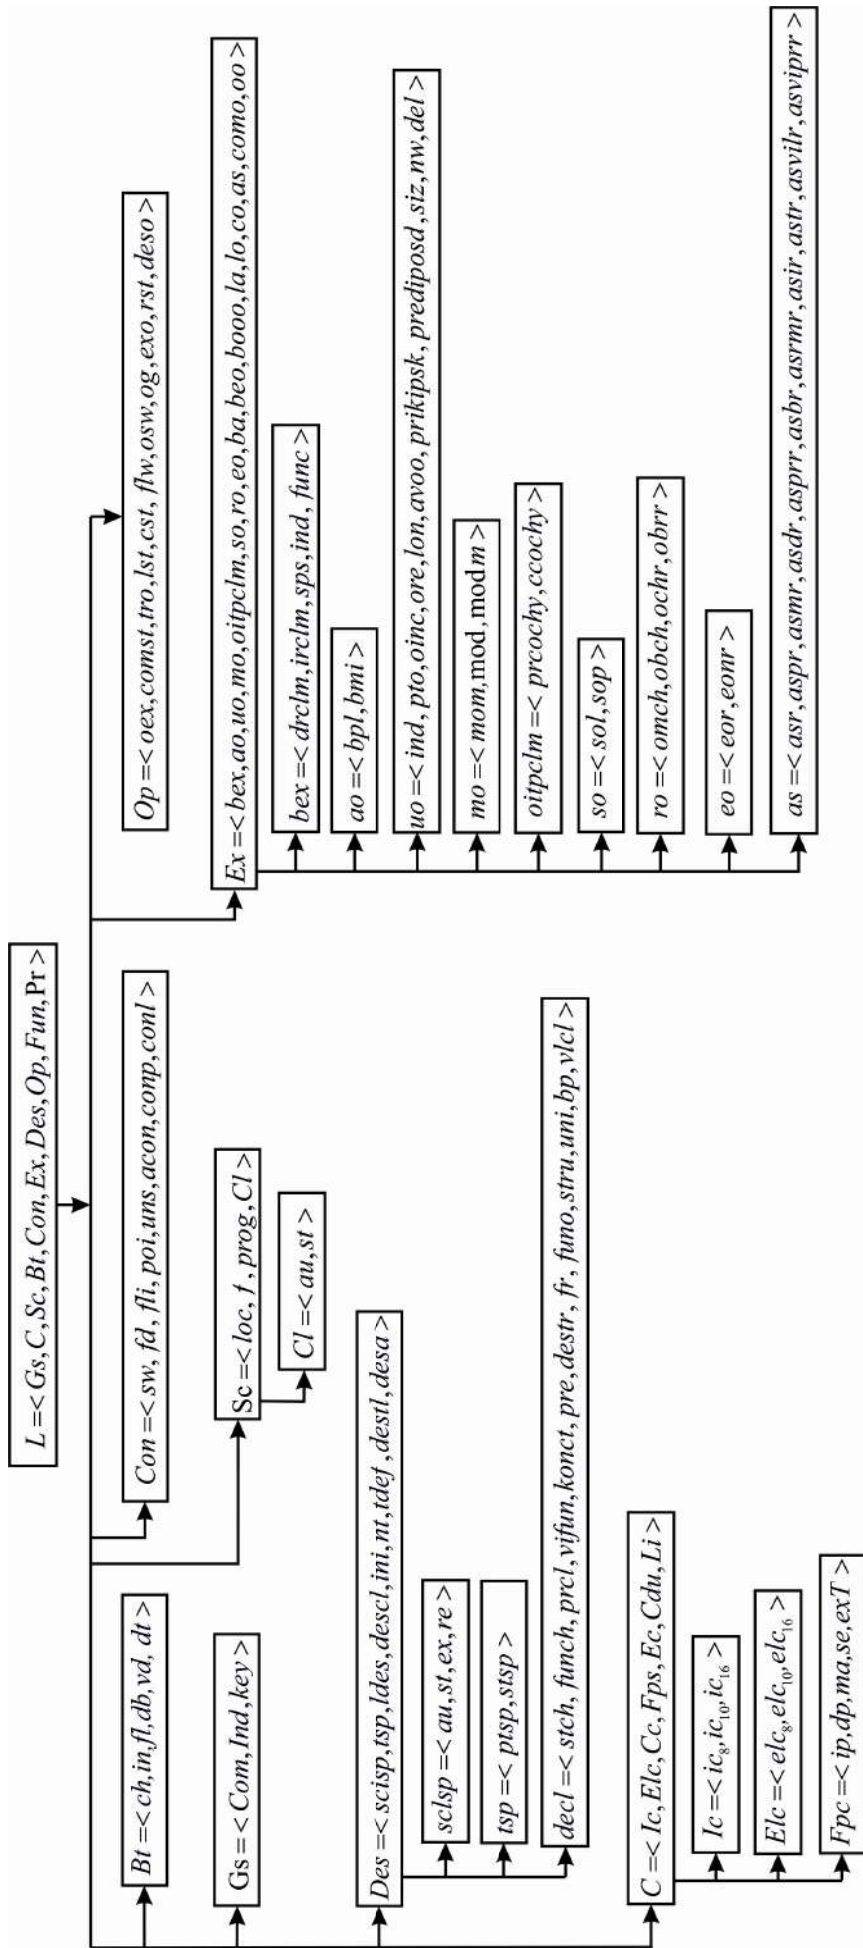 L =< Gs,C,Sc,Bt,Con,Ex,Des,Op,Fun,Pr >
Bt =< ch,in,fl,db,vd, dt >
Con =< sw, fd, fli, poi,uns,acon,conp,conl >
Op =< oex,comst,tro,lst,cst, flw,osw,og,exo,rst,deso >
Gs =< Com,Ind,key >
Sc =< loc, f ,prog,Cl >
Cl =< au,st >
Ex =< bex,ao,uo,mo,oitpclm,so,ro,eo,ba,beo,booo,la,lo,co,as,como,oo >
bex =< drclm,irclm,sps,ind, func >
ao =< bpl,bmi >
uo =< ind, pto,oinc,ore,lon,avoo, prikipsk, prediposd,siz,nw,del >
mo =< mom,mod,modm >
oitpclm =< prcochy,ccochy >
so =< sol,sop >
ro =< omch,obch,ochr,obrr >
eo =< eor,eonr >
as =< asr,aspr,asmr,asdr,asprr,asbr,asrmr,asir,astr,asvilr,asviprr >
Des =< scisp,tsp,ldes,descl,ini,nt,tdef ,destl,desa >
sclsp =< au,st,ex,re >
tsp =< ptsp,stsp >
decl =< stch, funch, prcl,vifun,konct, pre,destr, fr, funo,stru,uni,bp,vlcl >
C =< Ic,Elc,Cc,Fps,Ec,Cdu,Li >
Ic =< ic₈,ic₁₀,ic₁₆ >
Elc =< elc₈,elc₁₀,elc₁₆ >
Fpc =< ip,dp,ma,se,exT >